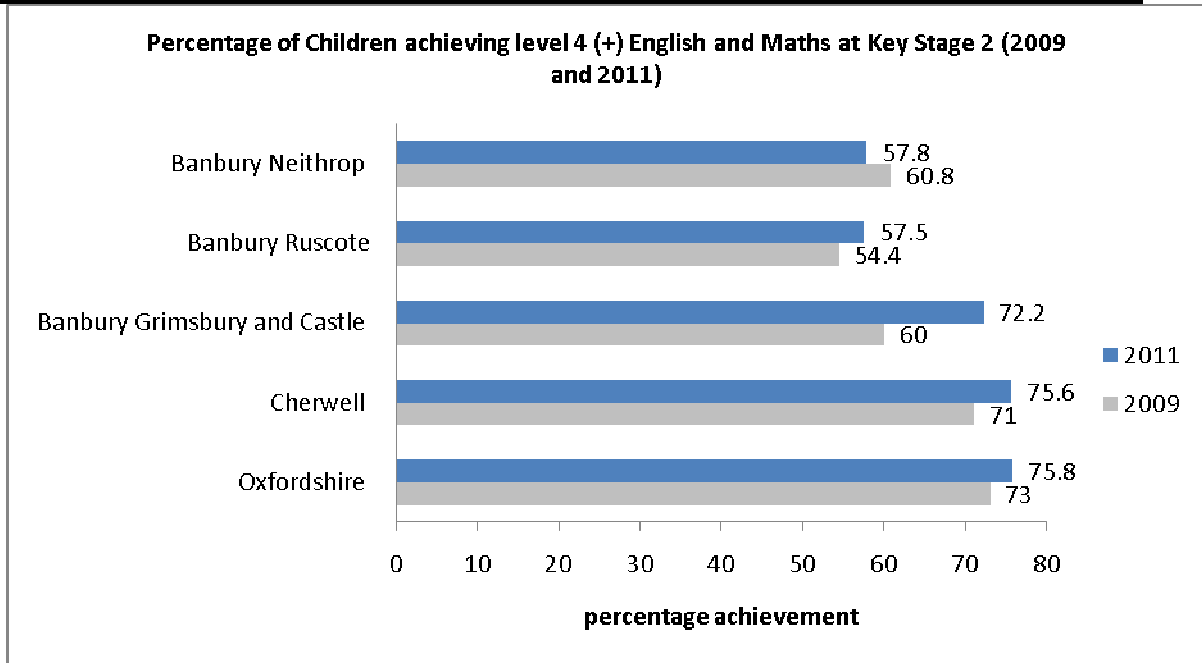 Percentage of Children achieving level 4 (+) English and Maths at Key Stage 2 (2009
and 2011)
Banbury Neithrop
57.8
60.8
Banbury Ruscote
57.5
54.4
Banbury Grimsbury and Castle
72.2
60
Cherwell
75.6
71
Oxfordshire
75.8
73
2011
2009
0 10 20 30 40 50 60 70 80
percentage achievement